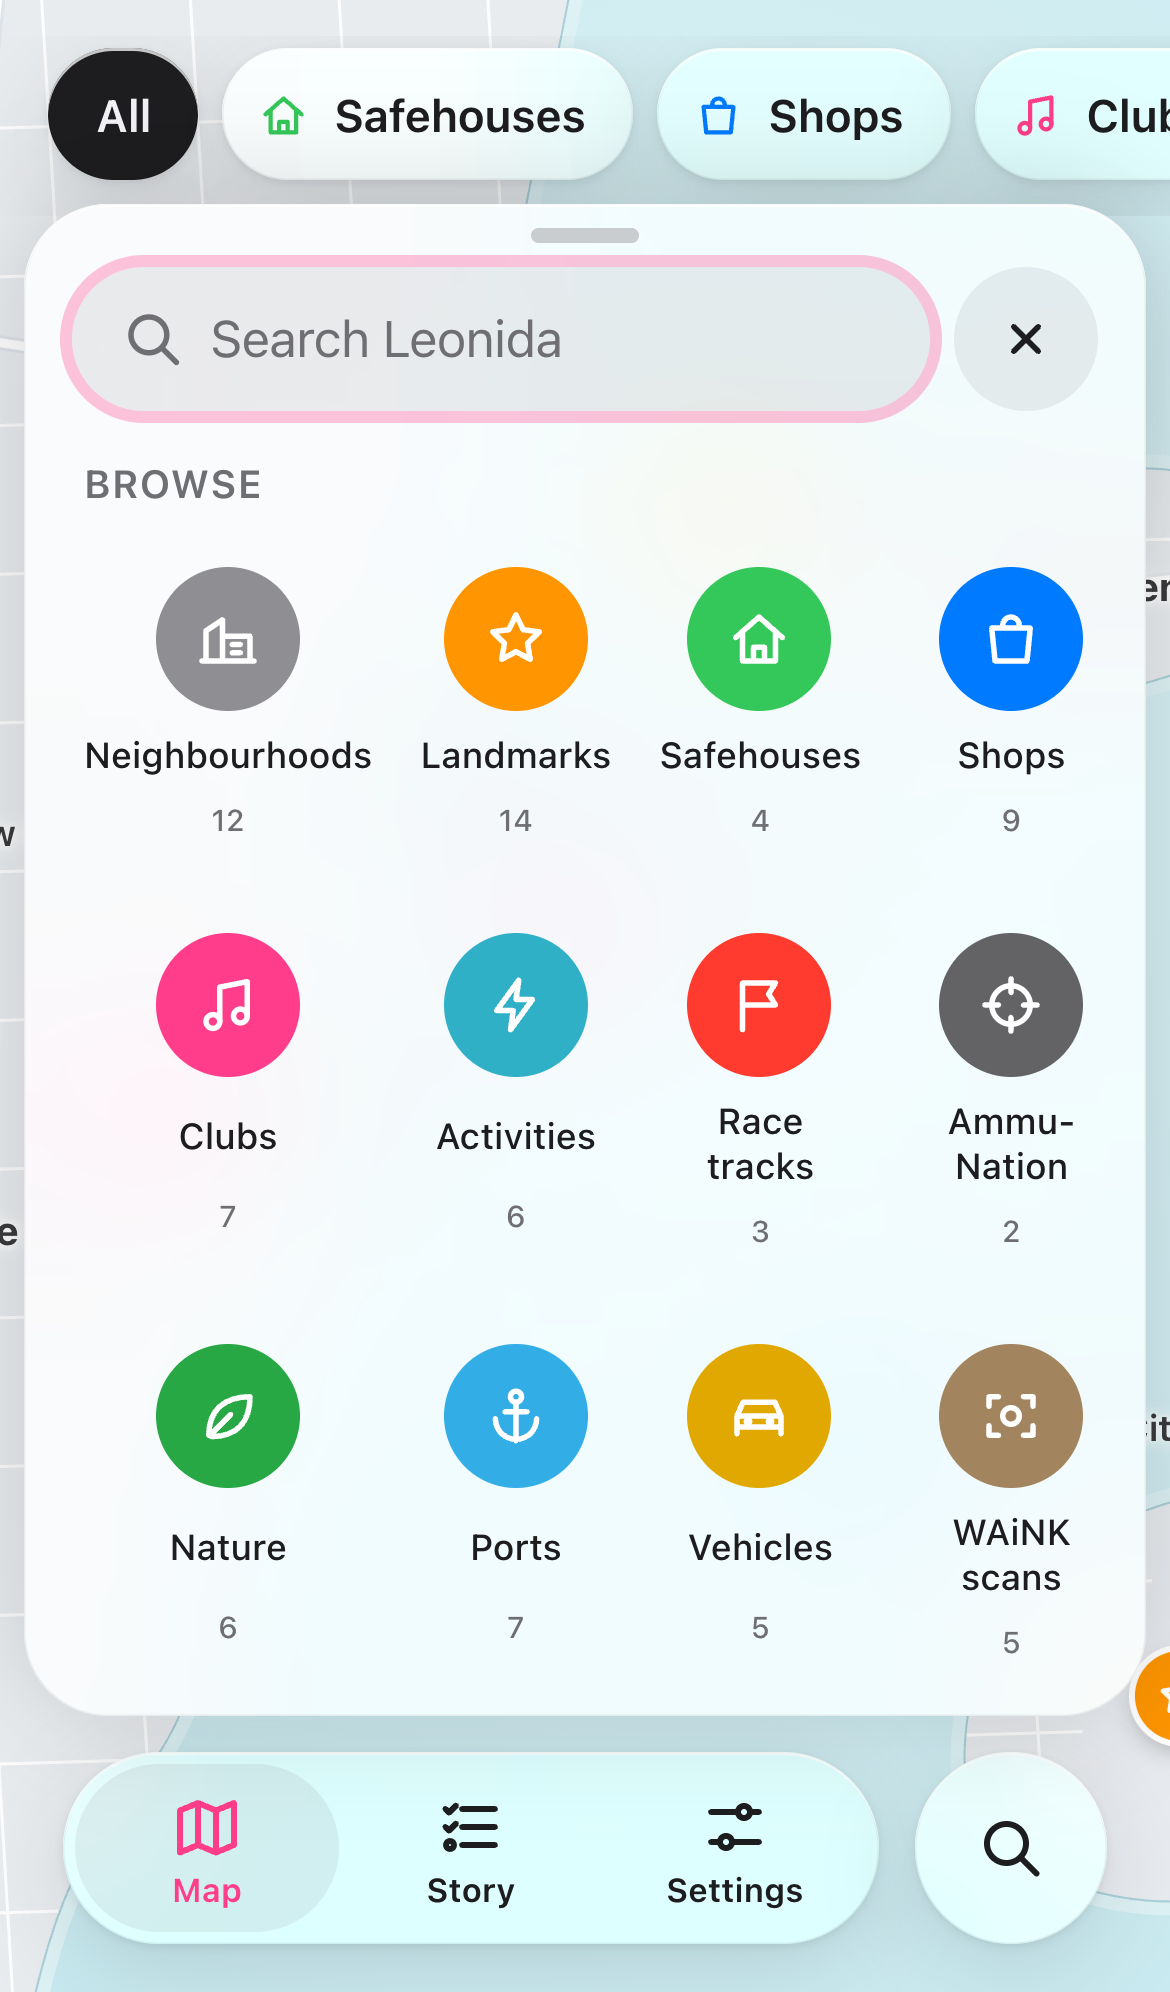 All
Safehouses
Shops
Search Leonida
BROWSE
Neighbourhoods
Landmarks
Safehouses
Shops
12
14
4
9
Clubs
Activities
Race
tracks
Ammu-
Nation
7
6
3
2
Nature
Ports
Vehicles
WAiNK
scans
6
7
5
5
Map
Story
Settings